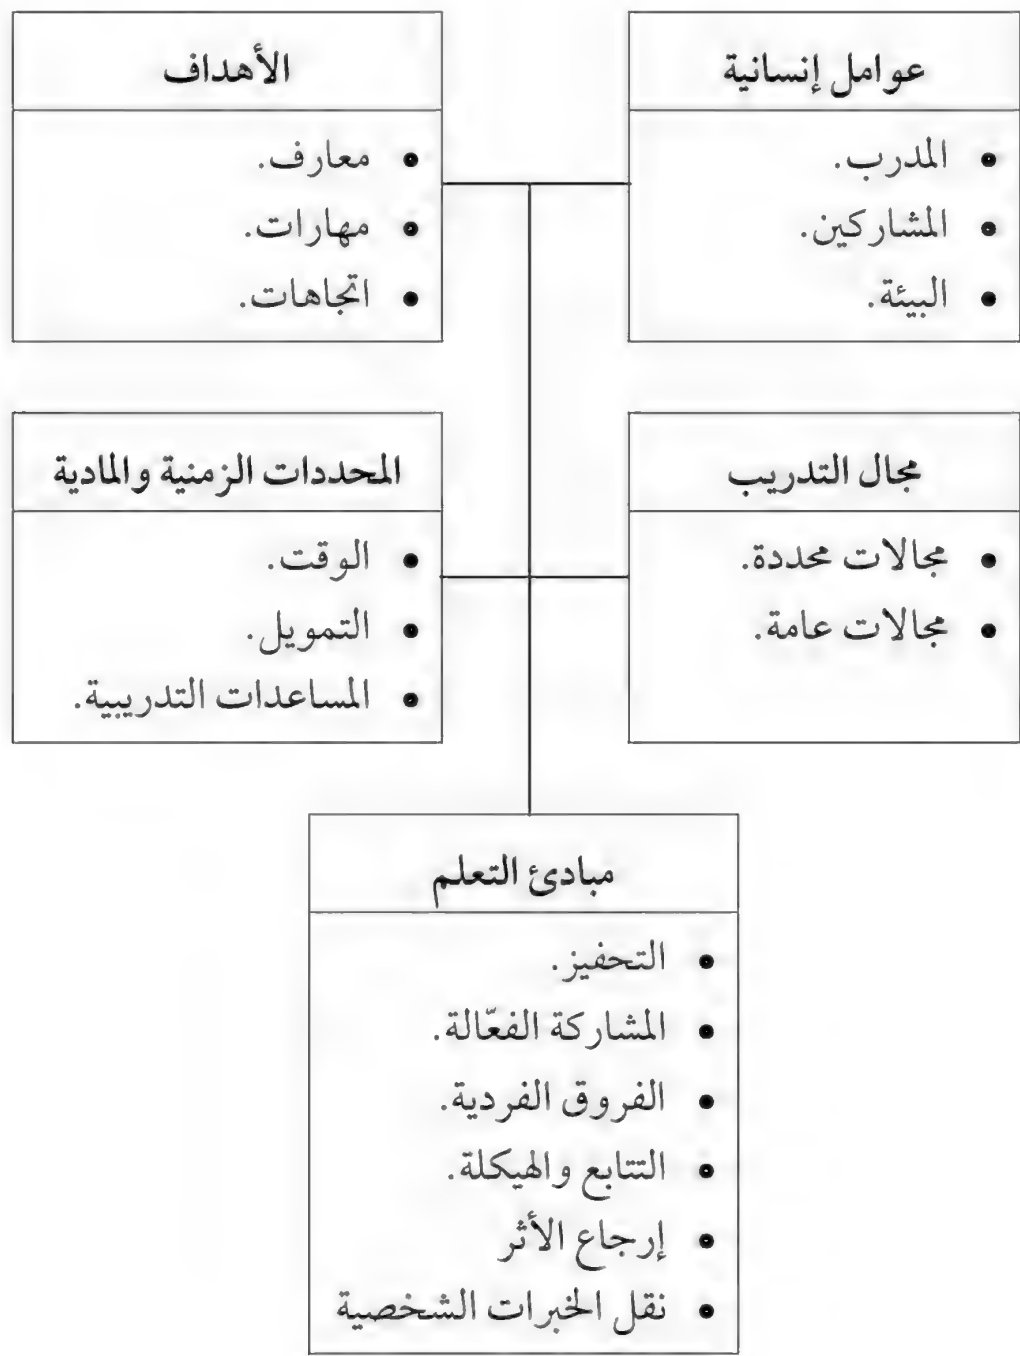 عوامل إنسانية
• المدرب.
• المشاركين.
• البيئة.
الأهداف
• معارف.
• مهارات.
• اتجاهات.
مجال التدريب
• مجالات محددة.
• مجالات عامة.
المحددات الزمنية والمادية
• الوقت.
• التمويل.
• المساعدات التدريبية.
مبادئ التعلم
• التحفيز.
• المشاركة الفعّالة.
• الفروق الفردية.
• التتابع والهيكلة.
• إرجاع الأثر
• نقل الخبرات الشخصية